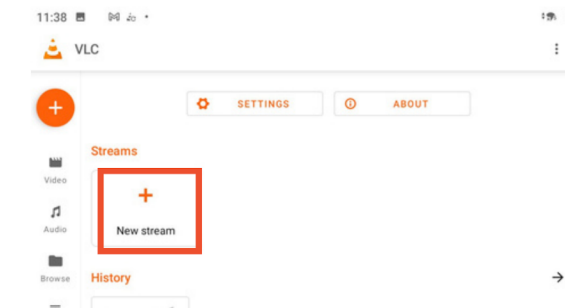 11:38
VLC
SETTINGS
ABOUT
Streams
Video
New stream
Audio
Browse
History